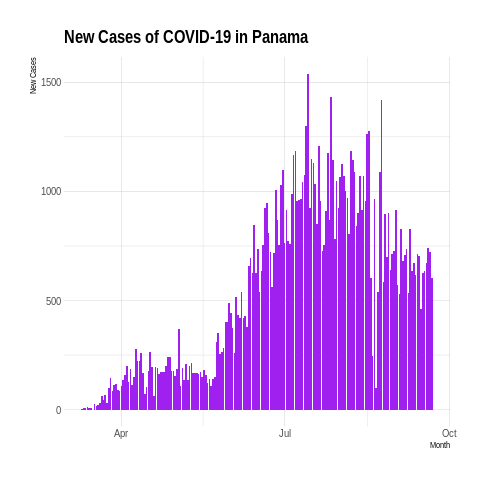 New Cases of COVID-19 in Panama
New Cases
1500
1000
500
0
Apr
Jul
Oct
Month